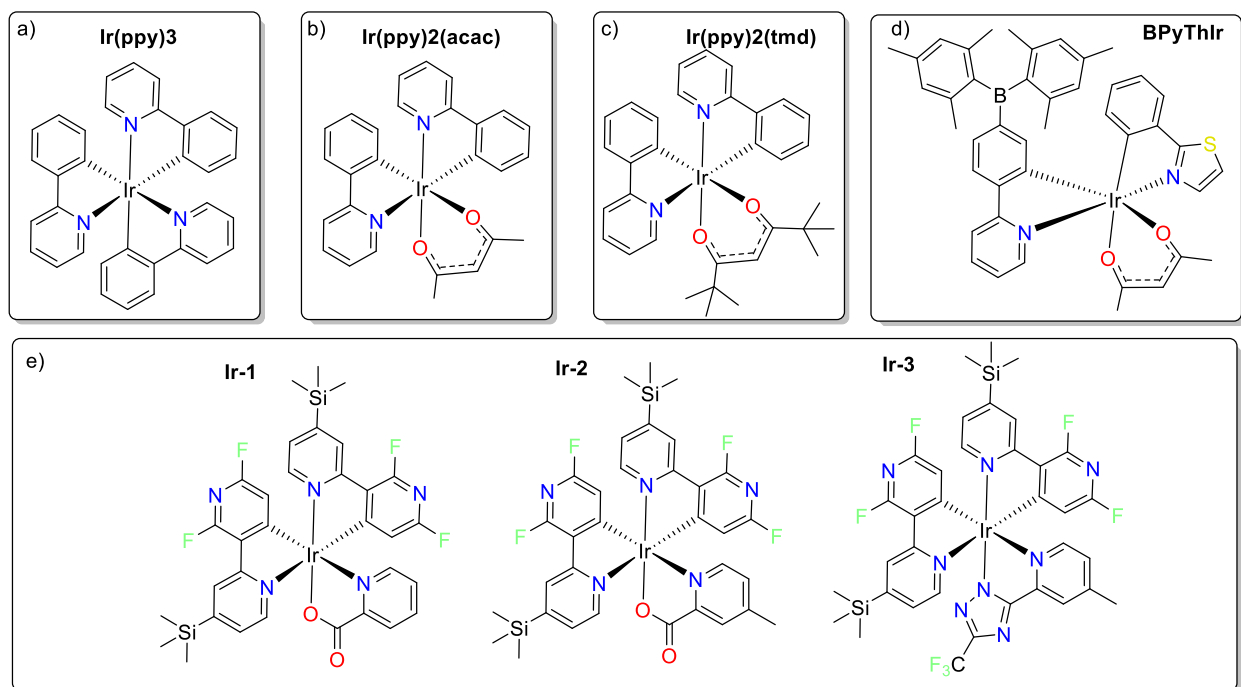 a)
Ir(ppy)3
N
Ir
N
N
b)
Ir(ppy)2(acac)
N
Ir
N
O
O
c)
Ir(ppy)2(tmd)
N
Ir
N
O
O
d)
BPyThIr
B
S
N
Ir
N
O
O
e)
Ir-1
Si
F
F
N
N
N
F
F
Ir
N
N
Si
O
O
Ir-2
Si
F
F
N
N
N
F
F
Ir
N
N
Si
O
O
Ir-3
Si
F
F
N
N
N
F
F
Ir
N
N
Si
N
N
N
F3C